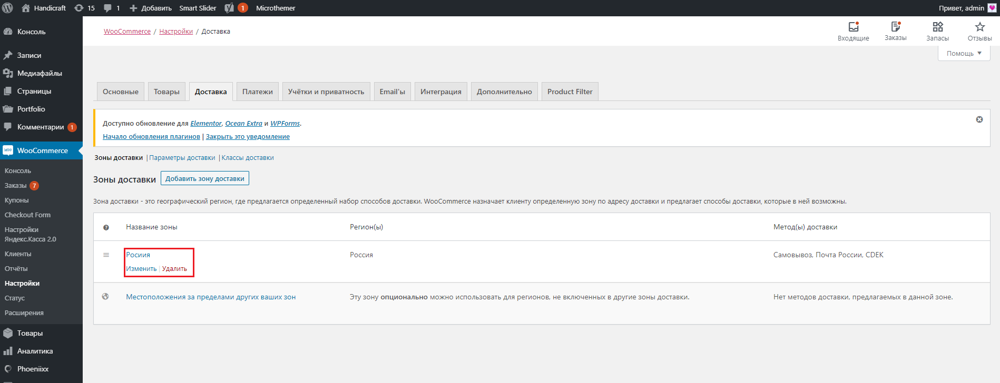 Handicraft 15 1 Добавить Smart Slider 1 Microthemer Привет, admin
Консоль
Записи
Медиафайлы
Страницы
Portfolio
Комментарии 1
WooCommerce
Консоль
Заказы 7
Купоны
Checkout Form
Настройки
Яндекс.Касса 2.0
Клиенты
Отчёты
Настройки
Статус
Расширения
Товары
Аналитика
Phoeniixx
WooCommerce / Настройки / Доставка
Входящие Заказы Запасы Отзывы
Помощь
Основные Товары Доставка Платежи Учётки и приватность Email'ы Интеграция Дополнительно Product Filter
Доступно обновление для Elementor, Ocean Extra и WPForms.
Начало обновления плагинов | Закрыть это уведомление
Зоны доставки | Параметры доставки | Классы доставки
Зоны доставки Добавить зону доставки
Зона доставки - это географический регион, где предлагается определенный набор способов доставки. WooCommerce назначает клиенту определенную зону по адресу доставки и предлагает способы доставки, которые в ней возможны.
Название зоны Регион(ы) Метод(ы) доставки
Росиия Россия Самовывоз, Почта России, CDEK
Изменить | Удалить
Местоположения за пределами других ваших зон Эту зону опционально можно использовать для регионов, не включенных в другие зоны доставки. Нет методов доставки, предлагаемых в данной зоне.